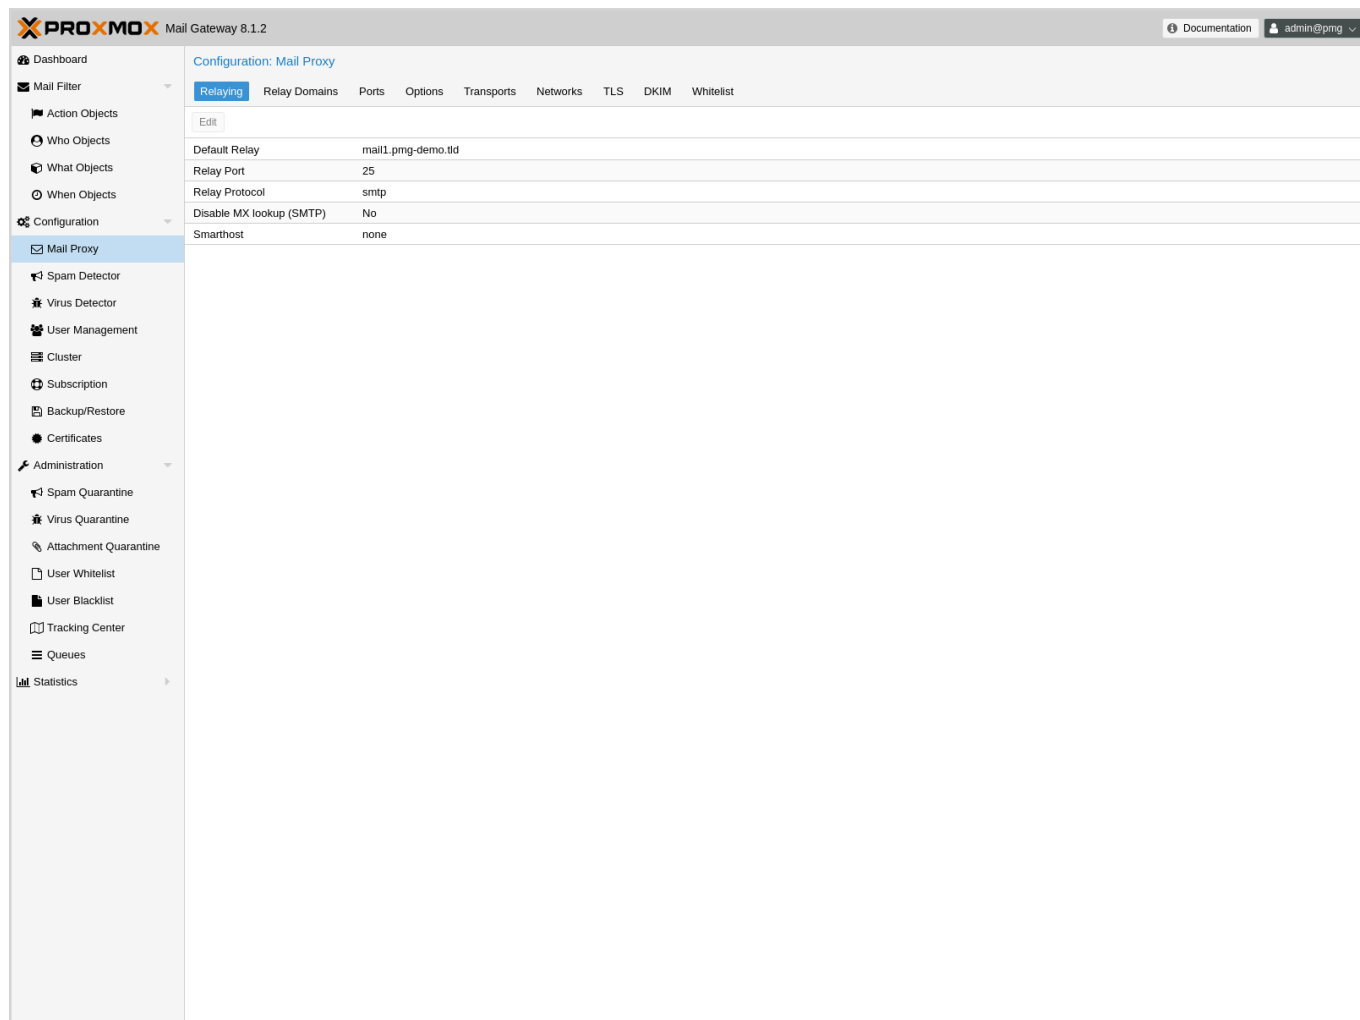 PROXMOX Mail Gateway 8.1.2 Documentation admin@pmg
Dashboard
Mail Filter
Action Objects
Who Objects
What Objects
When Objects
Configuration
Mail Proxy
Spam Detector
Virus Detector
User Management
Cluster
Subscription
Backup/Restore
Certificates
Administration
Spam Quarantine
Virus Quarantine
Attachment Quarantine
User Whitelist
User Blacklist
Tracking Center
Queues
Statistics
Configuration: Mail Proxy
Relaying Relay Domains Ports Options Transports Networks TLS DKIM Whitelist
Edit
Default Relay mail1.pmg-demo.tld
Relay Port 25
Relay Protocol smtp
Disable MX lookup (SMTP) No
Smarthost none